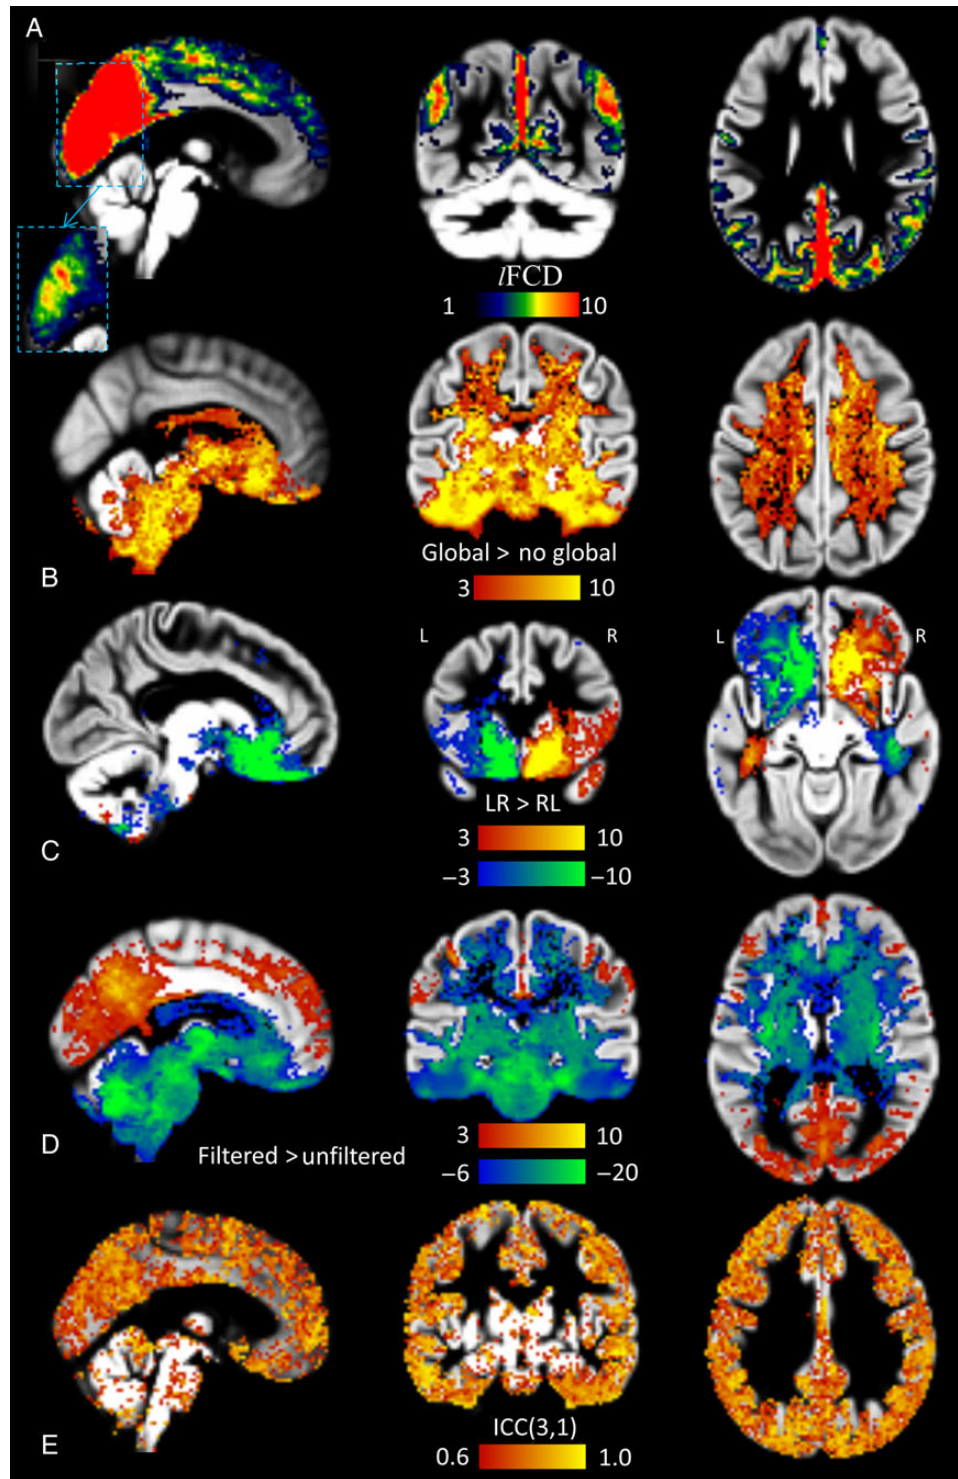 A
lFCD
1 10
B
Global > no global
3 10
L R L R
C
LR > RL
3 10
−3 −10
D
Filtered > unfiltered
3 10
−6 −20
E
ICC(3,1)
0.6 1.0